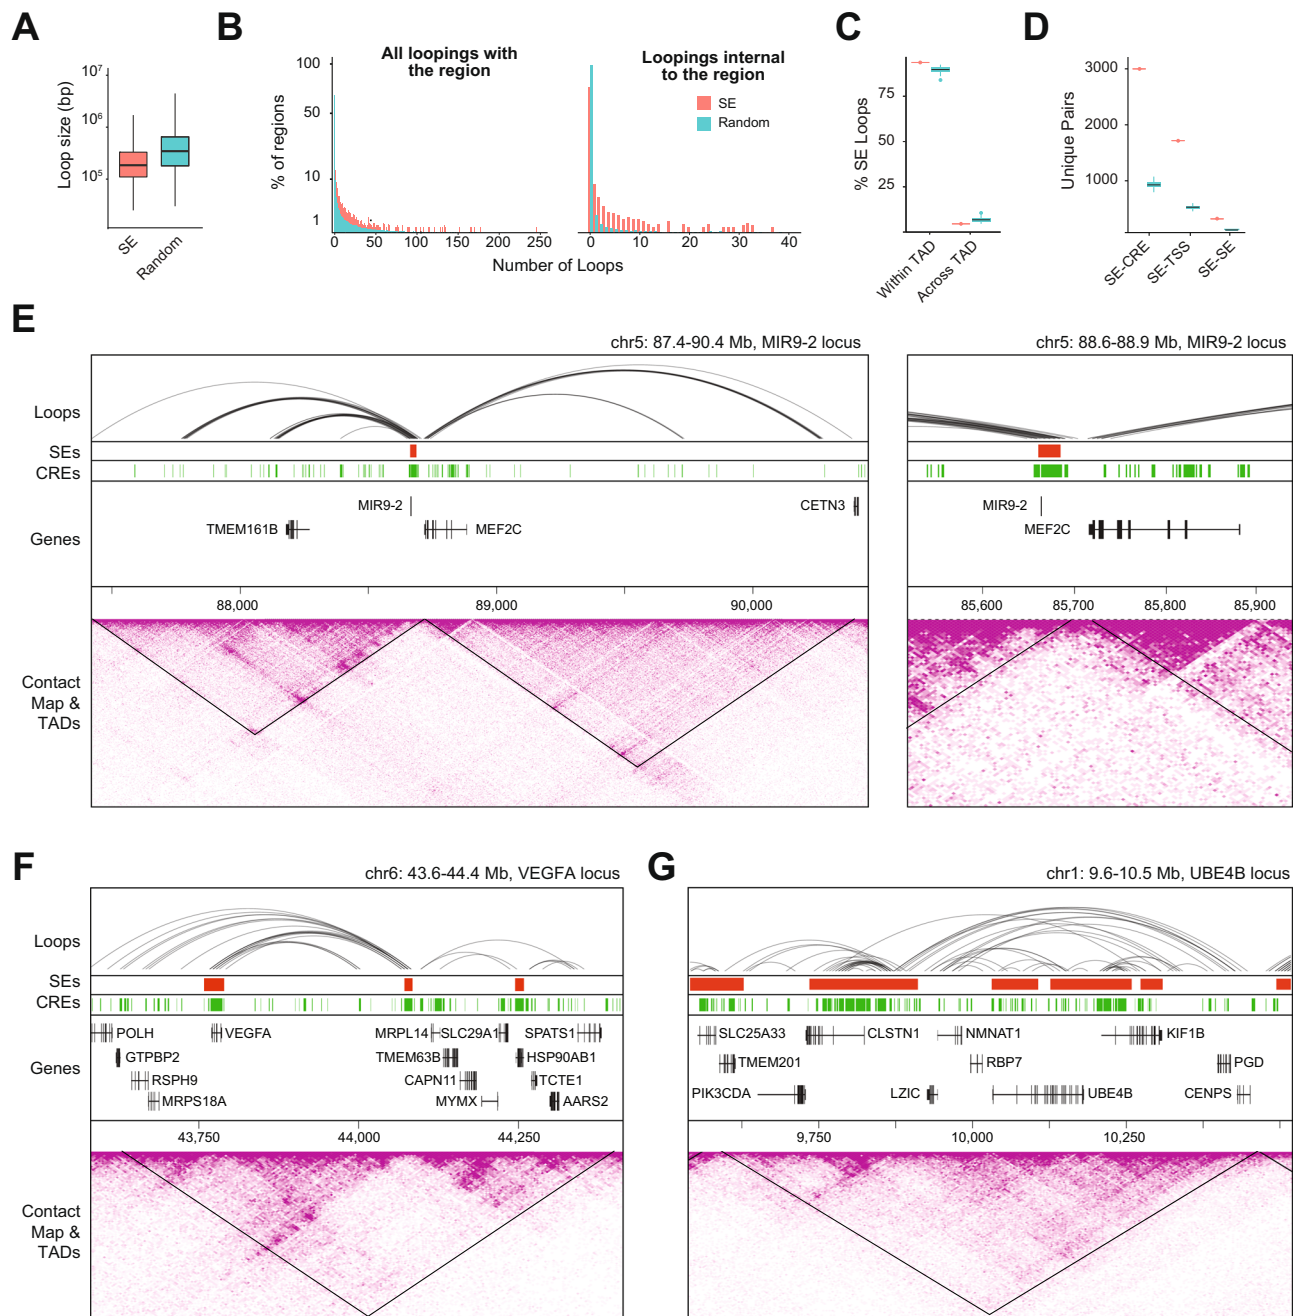 A
B
C
D
Loop size (bp)
10⁷
10⁶
10⁵
SE
Random
All loopings with
the region
Loopings internal
to the region
SE
Random
% of regions
100
50
10
1
0
50
100
150
200
250
0
10
20
30
40
Number of Loops
% SE Loops
75
50
25
Within TAD
Across TAD
Unique Pairs
3000
2000
1000
SE-CRE
SE-TSS
SE-SE
E
chr5: 87.4-90.4 Mb, MIR9-2 locus
chr5: 88.6-88.9 Mb, MIR9-2 locus
Loops
SEs
CREs
Genes
MIR9-2
CETN3
TMEM161B
MEF2C
MIR9-2
MEF2C
88,000
89,000
90,000
85,600
85,700
85,800
85,900
Contact
Map &
TADs
F
chr6: 43.6-44.4 Mb, VEGFA locus
G
chr1: 9.6-10.5 Mb, UBE4B locus
Loops
SEs
CREs
Genes
POLH
VEGFA
MRPL14
SLC29A1
SPATS1
GTPBP2
TMEM63B
HSP90AB1
RSPH9
CAPN11
TCTE1
MRPS18A
MYMX
AARS2
SLC25A33
CLSTN1
NMNAT1
KIF1B
TMEM201
RBP7
PGD
PIK3CDA
LZIC
UBE4B
CENPS
43,750
44,000
44,250
9,750
10,000
10,250
Contact
Map &
TADs